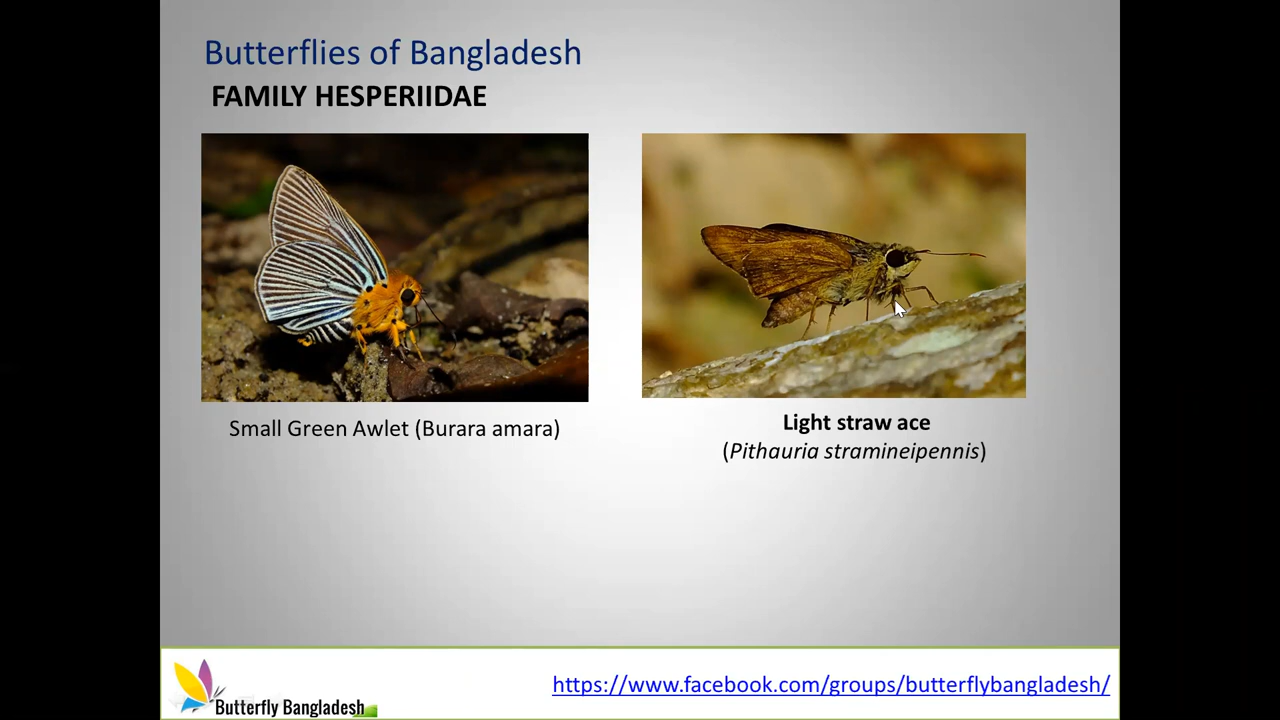 Butterflies of Bangladesh
FAMILY HESPERIIDAE
Small Green Awlet (Burara amara)
Light straw ace
(Pithauria stramineipennis)
Butterfly Bangladesh
https://www.facebook.com/groups/butterflybangladesh/